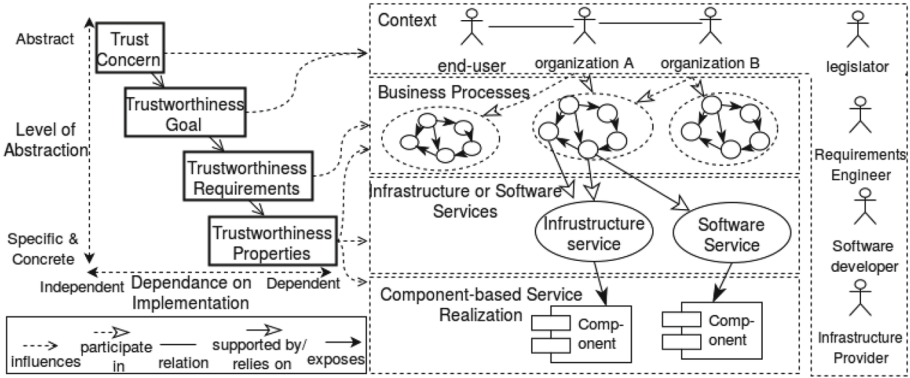 Abstract
Level of
Abstraction
Specific &
Concrete
Independent
Dependance on
Implementation
Dependent
Trust
Concern
Trustworthiness
Goal
Trustworthiness
Requirements
Trustworthiness
Properties
influences
participate
in
relation
supported by/
relies on
exposes
Context
end-user
organization A
organization B
Business Processes
Infrastructure or Software
Services
Infrustructure
service
Software
Service
Component-based Service
Realization
Comp-
onent
Comp-
onent
legislator
Requirements
Engineer
Software
developer
Infrastructure
Provider